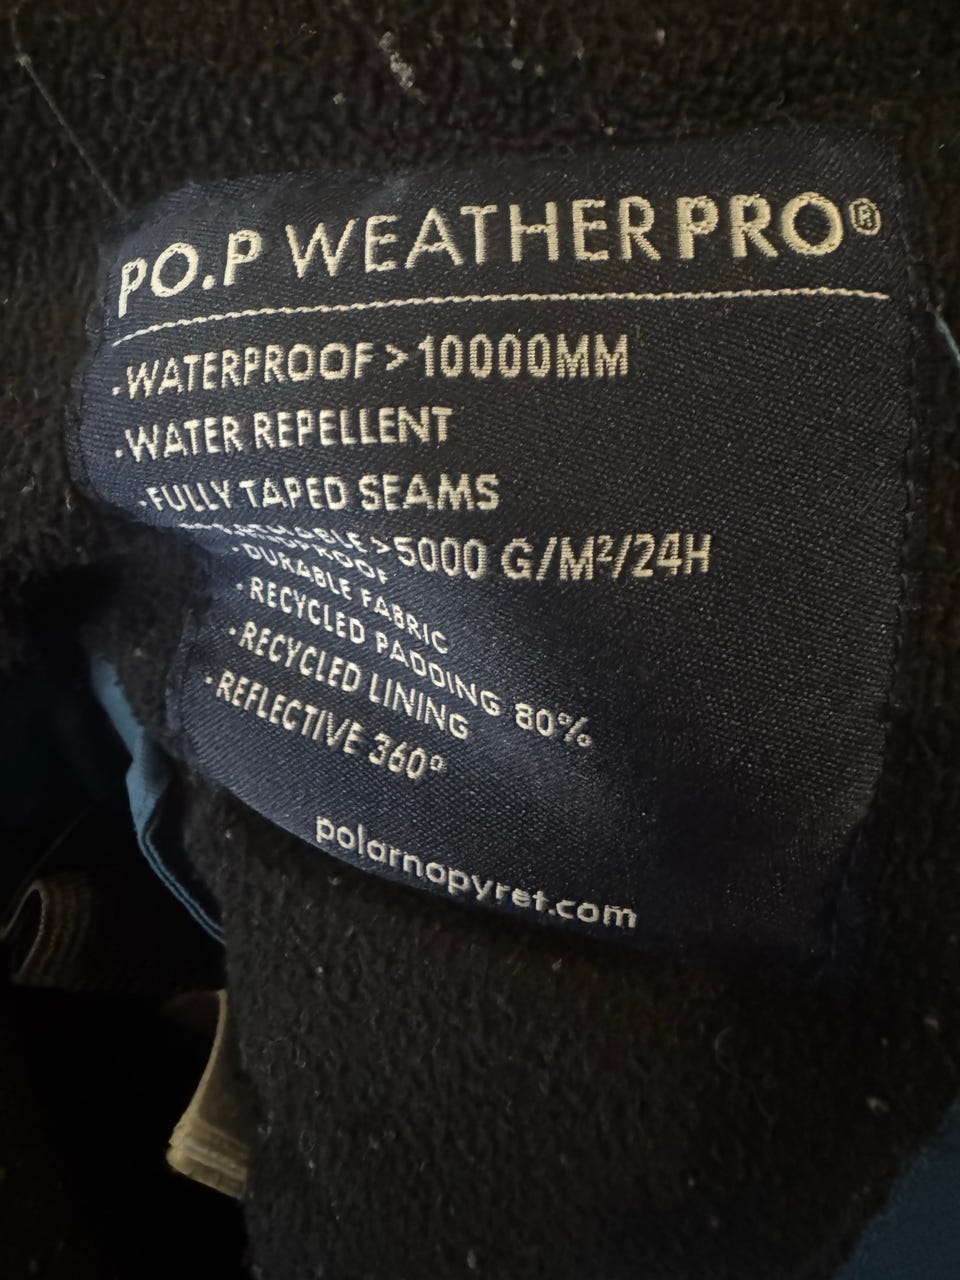 PO.P WEATHERPRO®
·WATERPROOF >10000MM
·WATER REPELLENT
·FULLY TAPED SEAMS
>5000 G/M²/24H
·DURABLE FABRIC
·RECYCLED PADDING 80%
·RECYCLED LINING
·REFLECTIVE 360°
polarnopyret.com